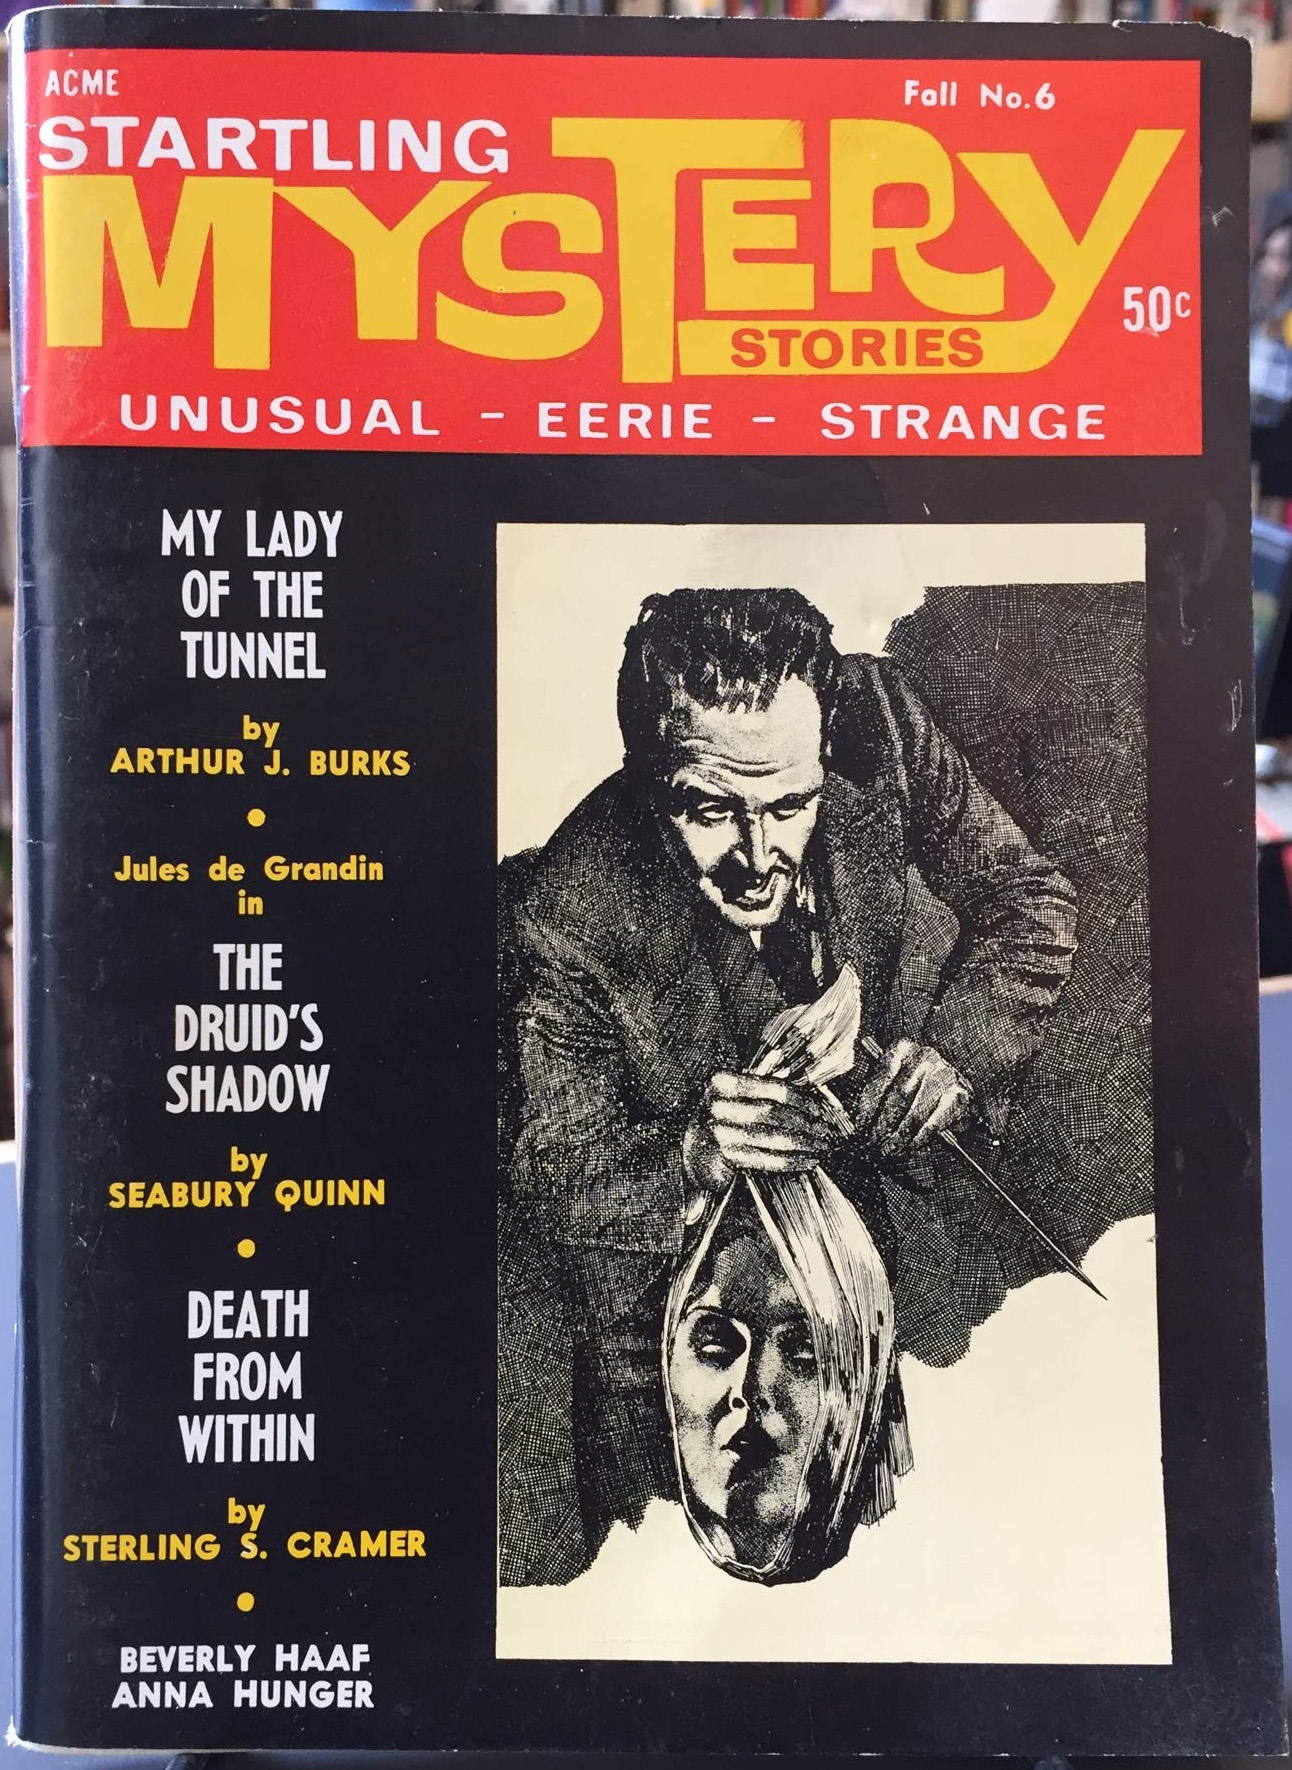 ACME
Fall No.6
STARTLING
MYSTERY
50c
STORIES
UNUSUAL - EERIE - STRANGE
MY LADY
OF THE
TUNNEL
by
ARTHUR J. BURKS
Jules de Grandin
in
THE
DRUID'S
SHADOW
by
SEABURY QUINN
DEATH
FROM
WITHIN
by
STERLING S. CRAMER
BEVERLY HAAF
ANNA HUNGER